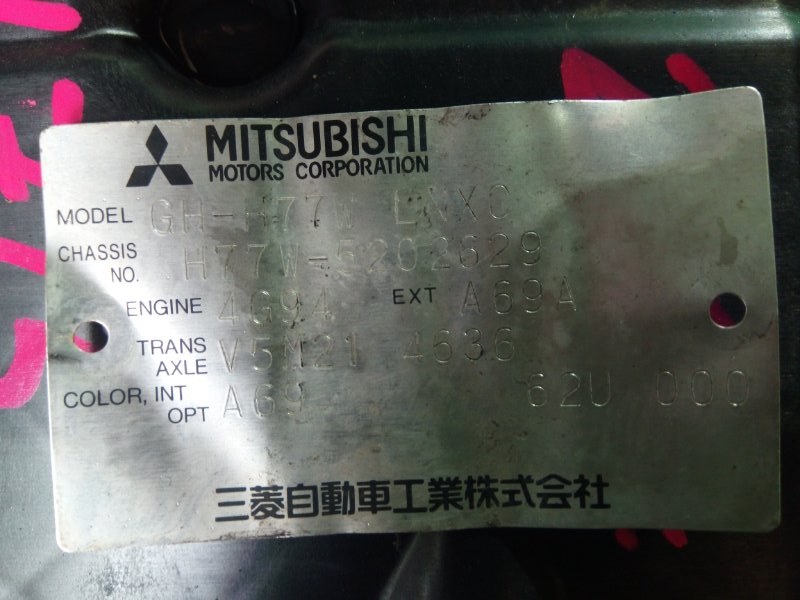 MITSUBISHI
MOTORS CORPORATION
MODEL GH-H77W LNXC
CHASSIS NO. H77W-5202629
ENGINE 4G94 EXT A69A
TRANS AXLE V5M21 4636
COLOR, INT OPT A69 62U 000
三菱自動車工業株式会社